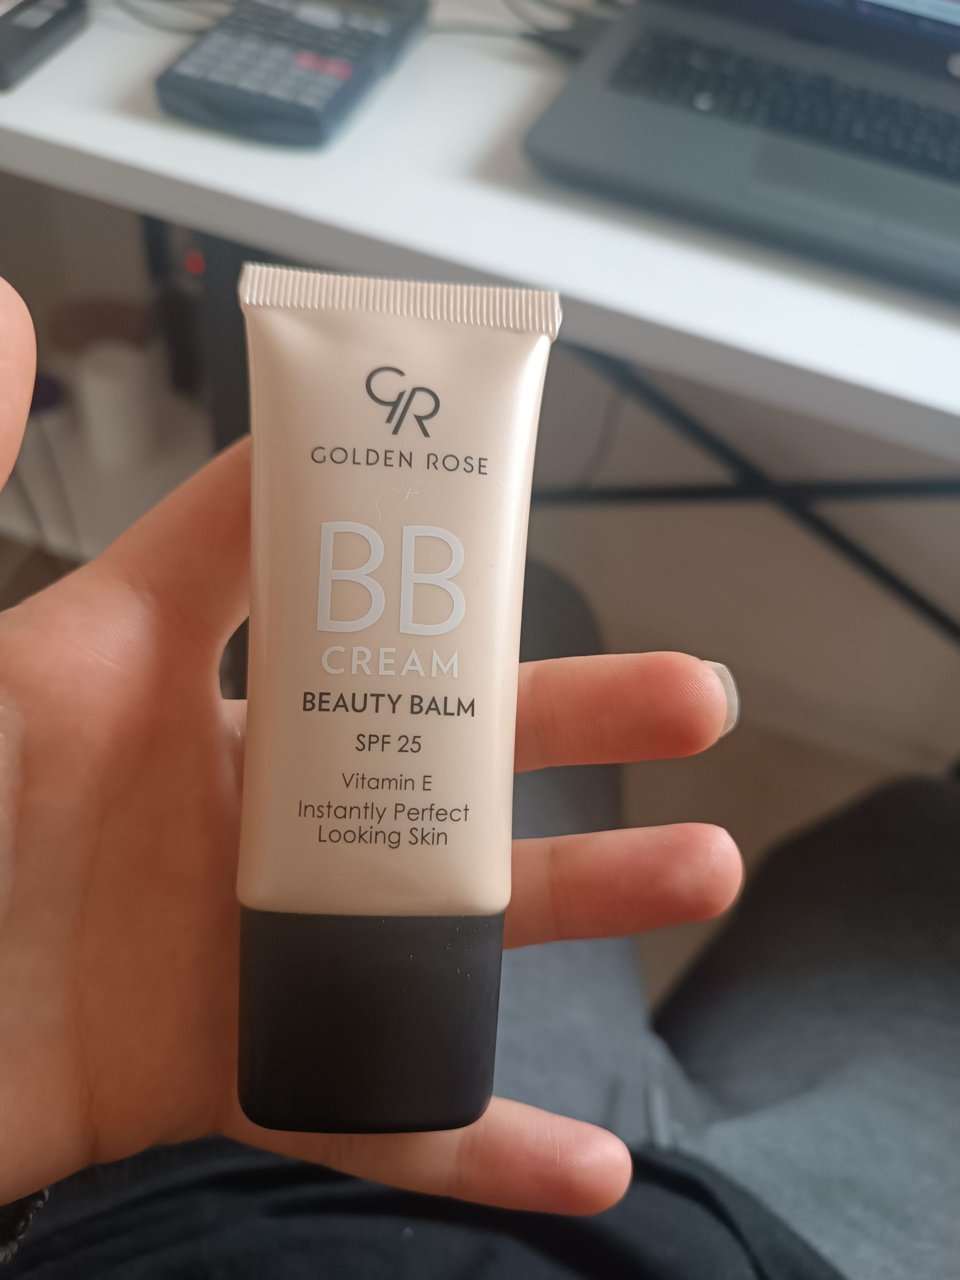 GR
GOLDEN ROSE
BB
CREAM
BEAUTY BALM
SPF 25
Vitamin E
Instantly Perfect
Looking Skin